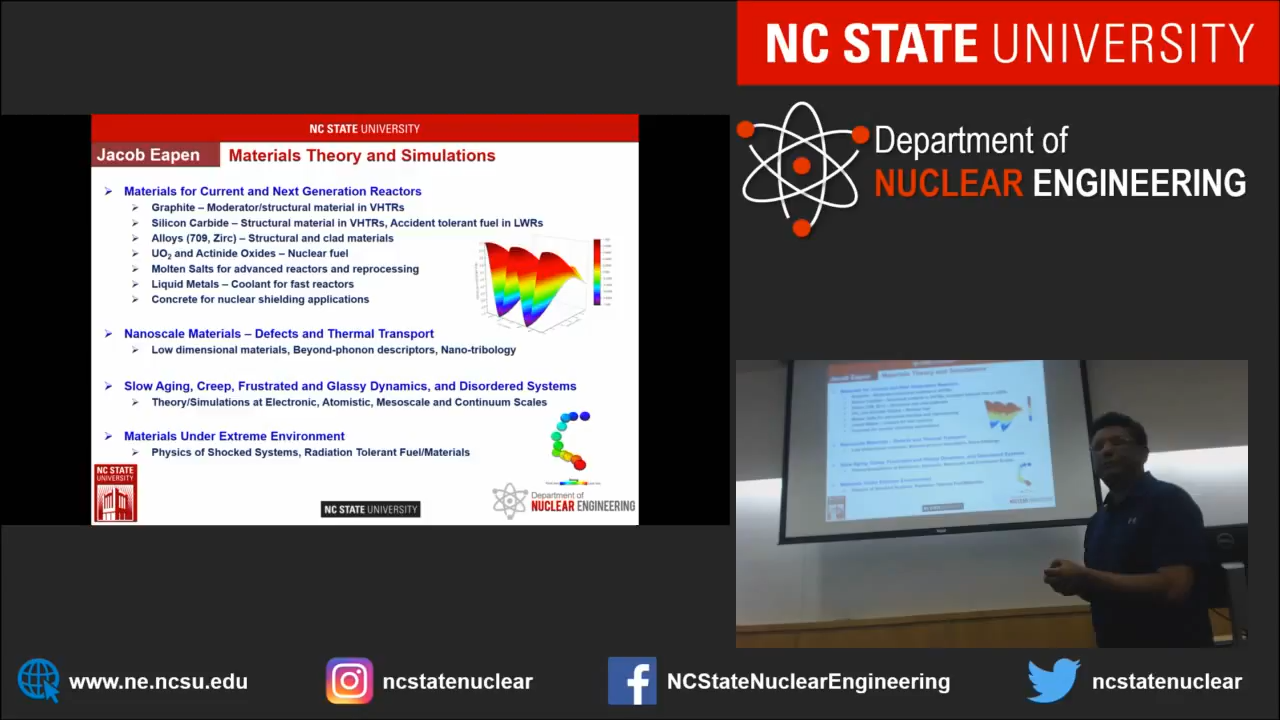 NC STATE UNIVERSITY
Department of
NUCLEAR ENGINEERING
NC STATE UNIVERSITY
Jacob Eapen
Materials Theory and Simulations
Materials for Current and Next Generation Reactors
Graphite – Moderator/structural material in VHTRs
Silicon Carbide – Structural material in VHTRs, Accident tolerant fuel in LWRs
Alloys (709, Zirc) – Structural and clad materials
UO2 and Actinide Oxides – Nuclear fuel
Molten Salts for advanced reactors and reprocessing
Liquid Metals – Coolant for fast reactors
Concrete for nuclear shielding applications
Nanoscale Materials – Defects and Thermal Transport
Low dimensional materials, Beyond-phonon descriptors, Nano-tribology
Slow Aging, Creep, Frustrated and Glassy Dynamics, and Disordered Systems
Theory/Simulations at Electronic, Atomistic, Mesoscale and Continuum Scales
Materials Under Extreme Environment
Physics of Shocked Systems, Radiation Tolerant Fuel/Materials
NC STATE
UNIVERSITY
NC STATE UNIVERSITY
Department of
NUCLEAR ENGINEERING
Jacob Eapen
Materials Theory and Simulations
www.ne.ncsu.edu
ncstatenuclear
NCStateNuclearEngineering
ncstatenuclear